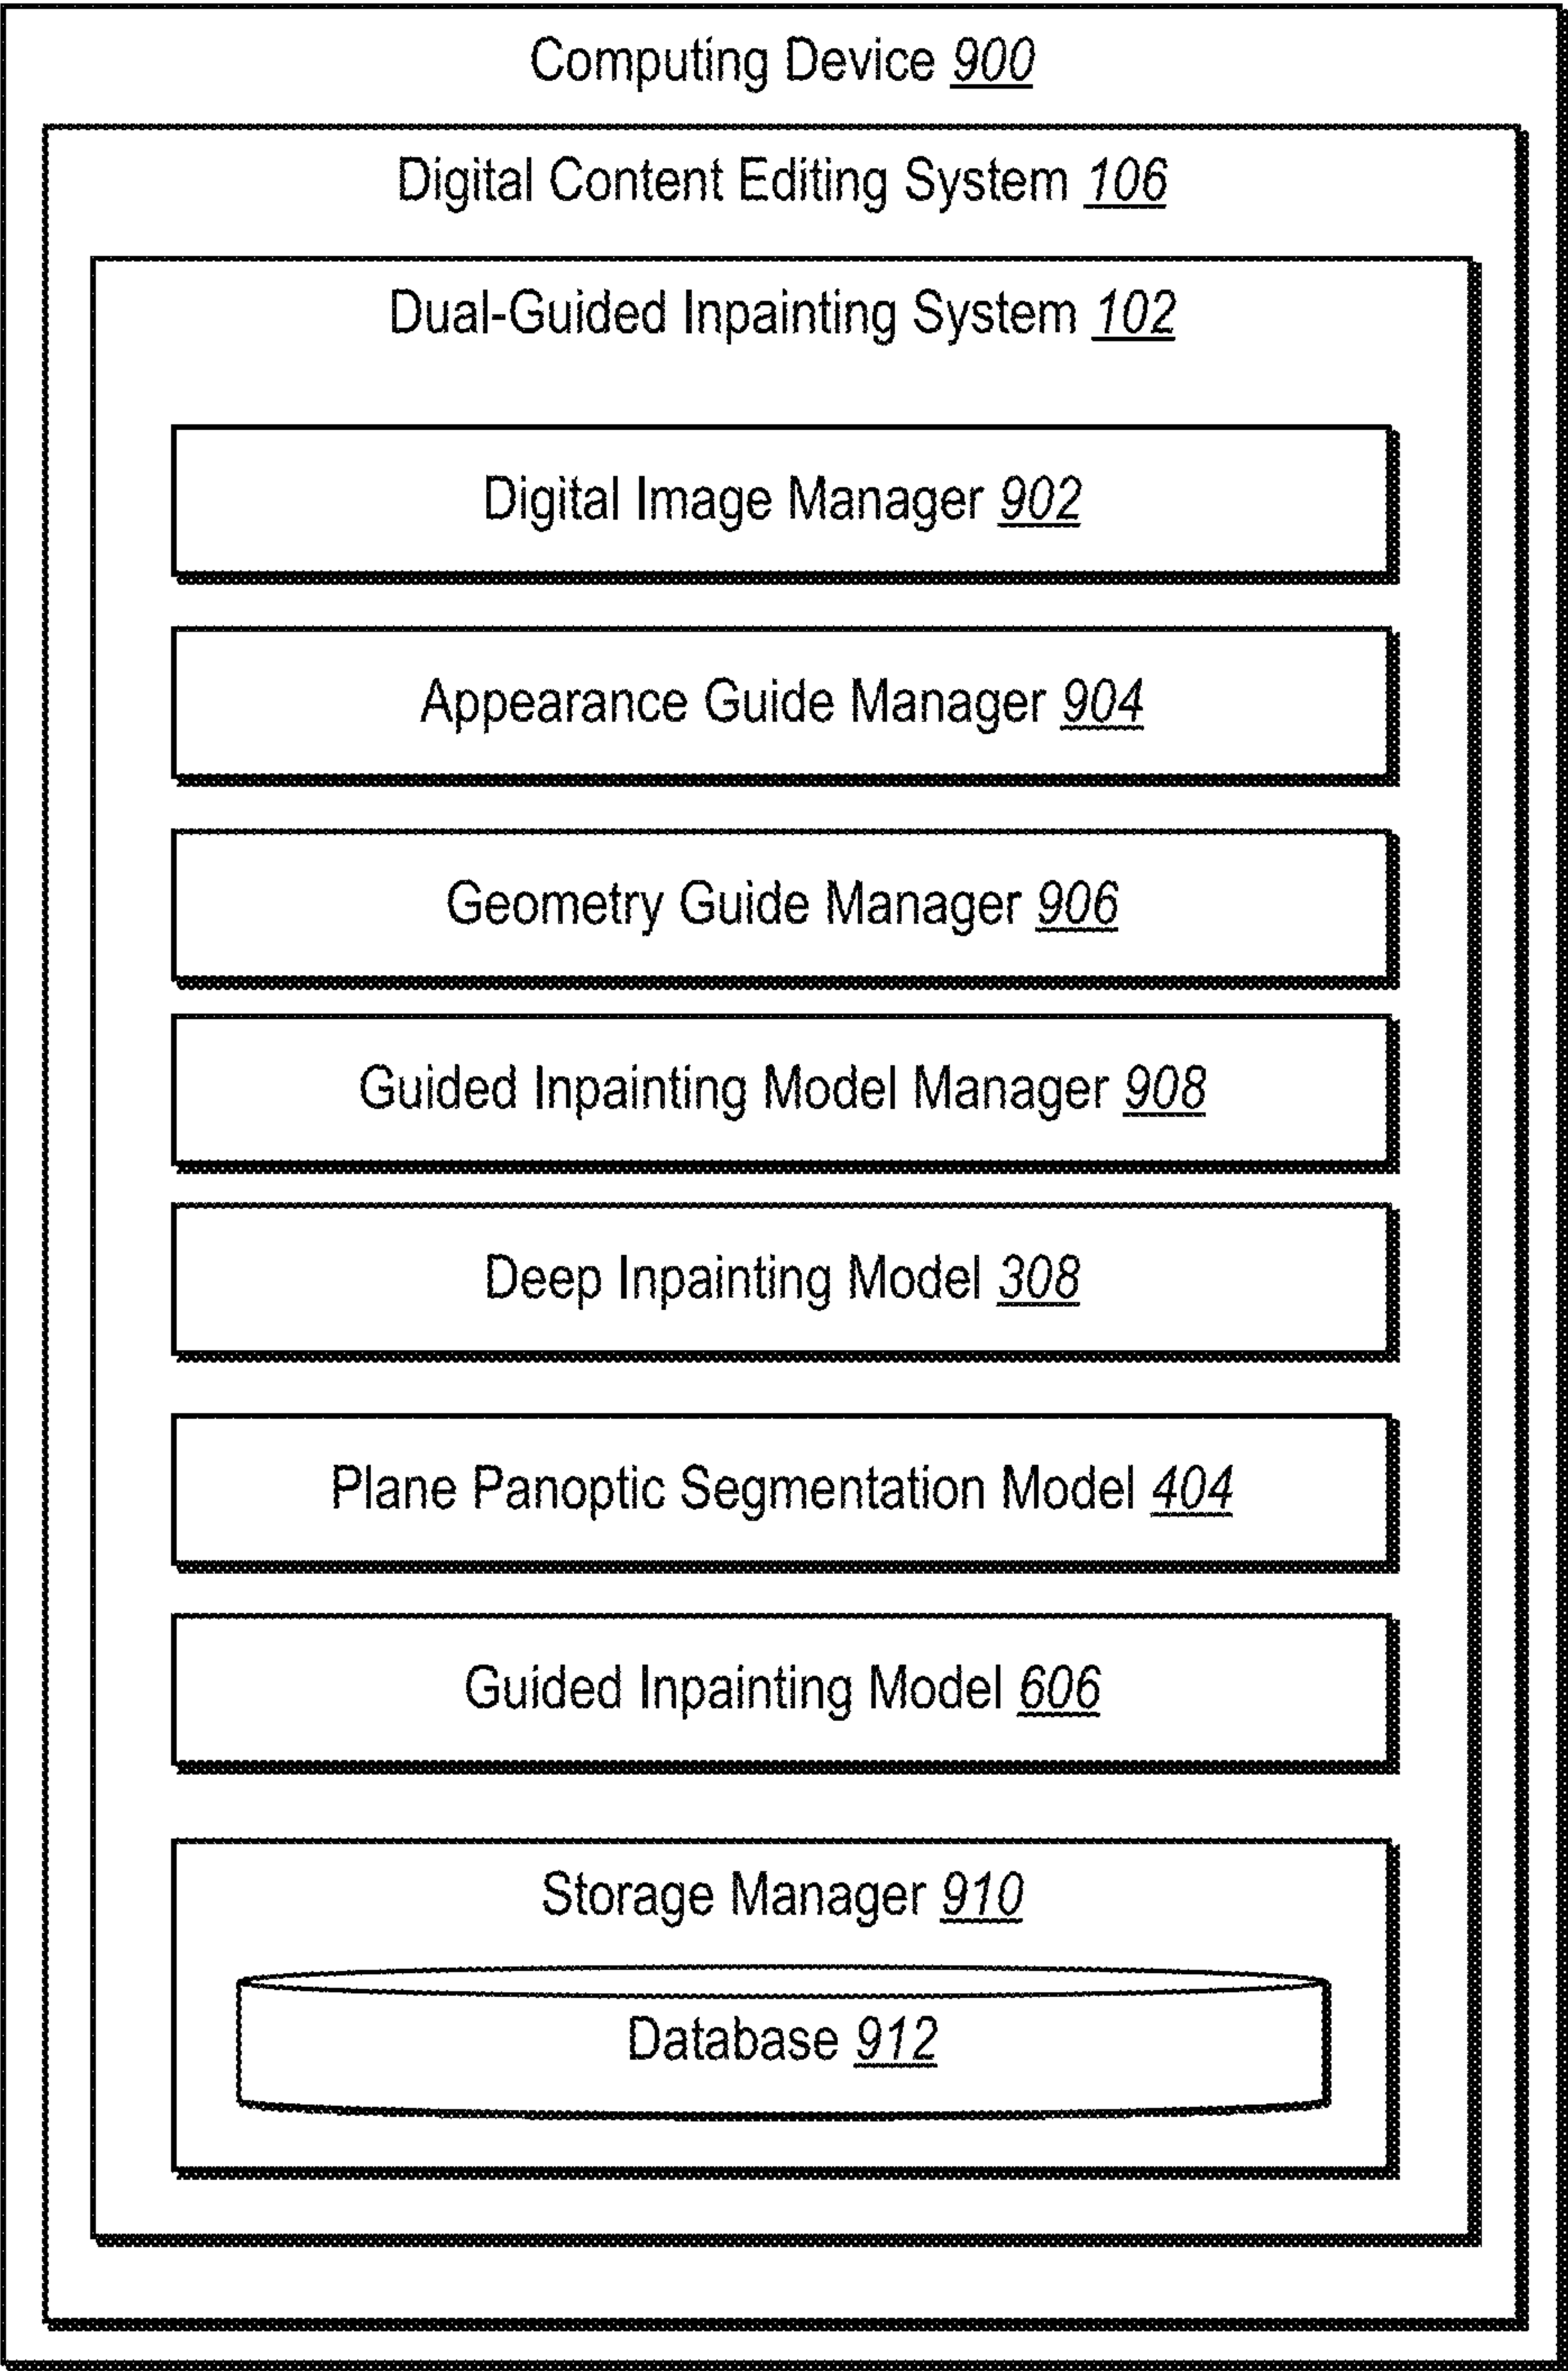 Computing Device 900
Digital Content Editing System 106
Dual-Guided Inpainting System 102
Digital Image Manager 902
Appearance Guide Manager 904
Geometry Guide Manager 906
Guided Inpainting Model Manager 908
Deep Inpainting Model 308
Plane Panoptic Segmentation Model 404
Guided Inpainting Model 606
Storage Manager 910
Database 912